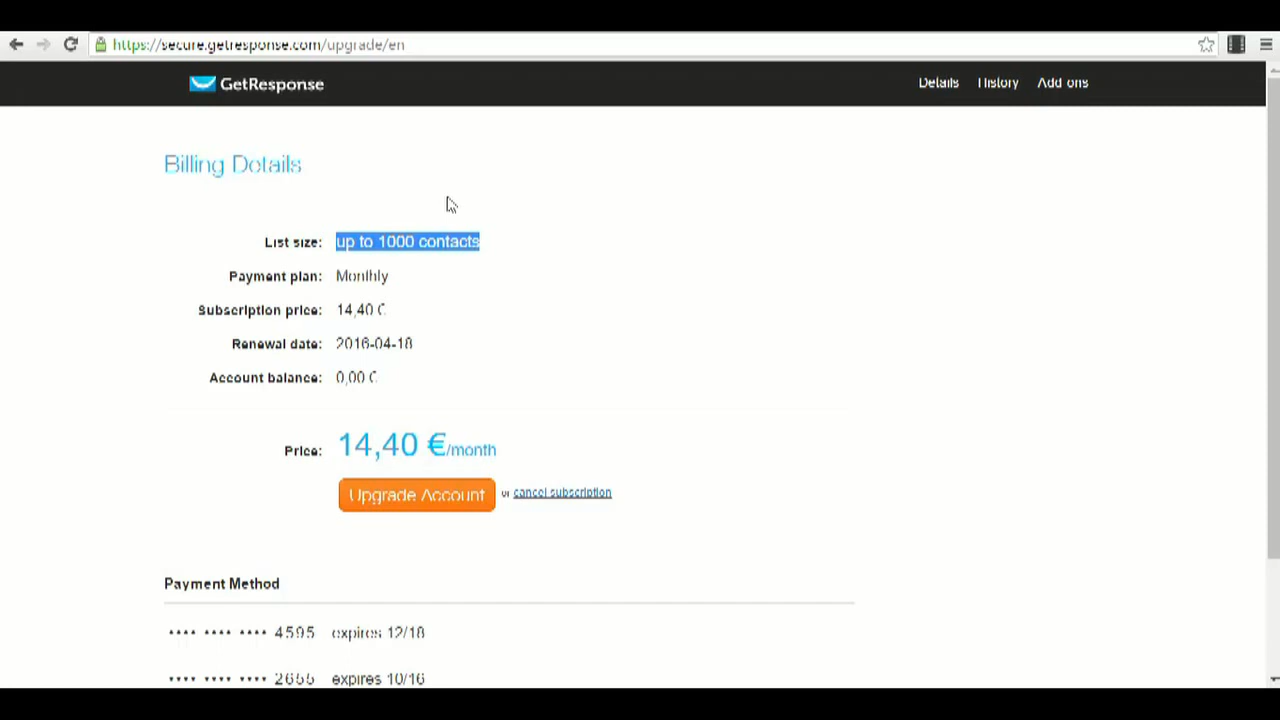 https://secure.getresponse.com/upgrade/en
GetResponse
Details History Add ons
Billing Details
List size: up to 1000 contacts
Payment plan: Monthly
Subscription price: 14,40 €
Renewal date: 2016-04-18
Account balance: 0,00 €
Price: 14,40 €/month
Upgrade Account or cancel subscription
Payment Method
•••• •••• •••• 4595 expires 12/18
•••• •••• •••• 2655 expires 10/16